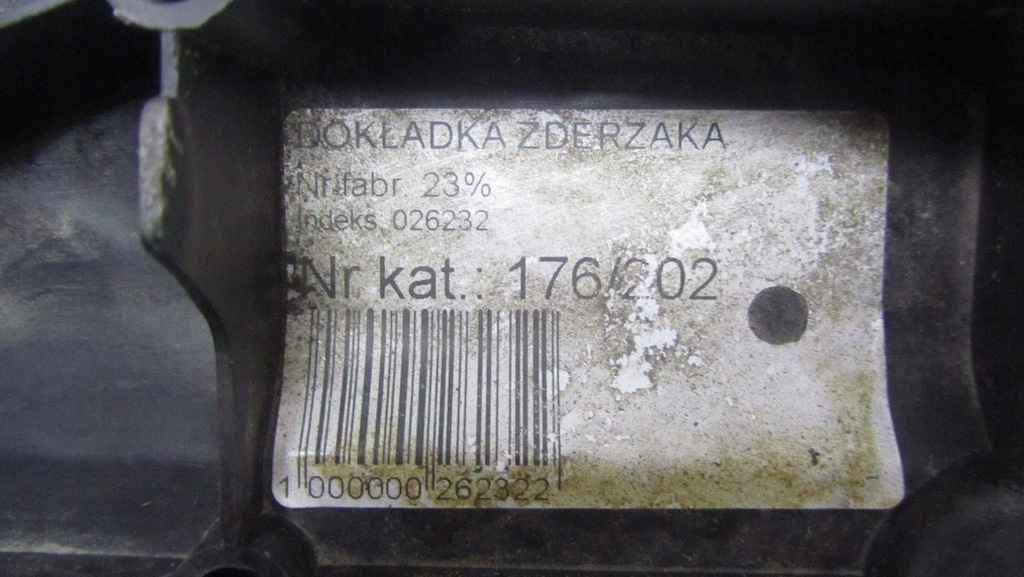 DOKŁADKA ZDERZAKA
Nr fabr. 23%
Indeks. 026232
Nr kat.: 176/202
1 000000 262322